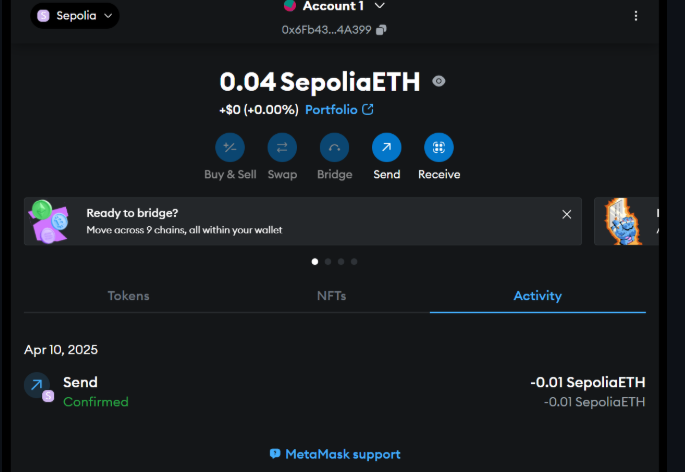 S Sepolia
Account 1
0x6Fb43...4A399
0.04 SepoliaETH
+$0 (+0.00%) Portfolio
Buy & Sell Swap Bridge Send Receive
Ready to bridge?
Move across 9 chains, all within your wallet
Tokens NFTs Activity
Apr 10, 2025
Send -0.01 SepoliaETH
S
Confirmed -0.01 SepoliaETH
MetaMask support